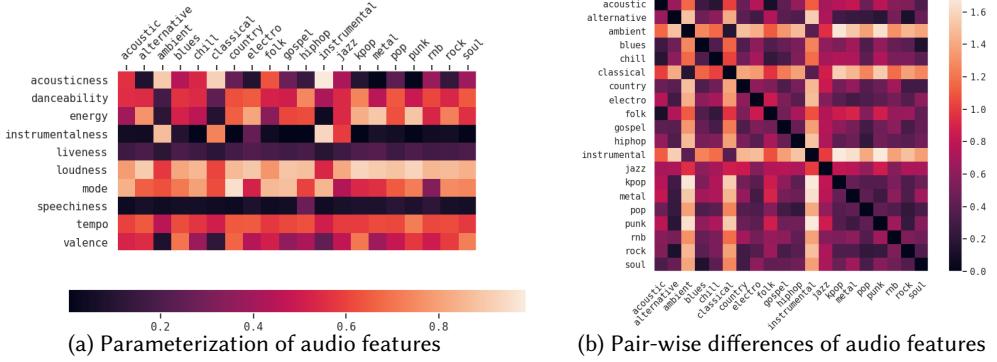 acoustic
alternative
ambient
blues
chill
classical
country
electro
folk
gospel
hiphop
instrumental
jazz
kpop
metal
pop
punk
rnb
rock
soul
acousticness
danceability
energy
instrumentalness
liveness
loudness
mode
speechiness
tempo
valence
0.2
0.4
0.6
0.8
(a) Parameterization of audio features
acoustic
alternative
ambient
blues
chill
classical
country
electro
folk
gospel
hiphop
instrumental
jazz
kpop
metal
pop
punk
rnb
rock
soul
acoustic
alternative
ambient
blues
chill
classical
country
electro
folk
gospel
hiphop
instrumental
jazz
kpop
metal
pop
punk
rnb
rock
soul
1.6
1.4
1.2
1.0
0.8
0.6
0.4
0.2
0.0
(b) Pair-wise differences of audio features